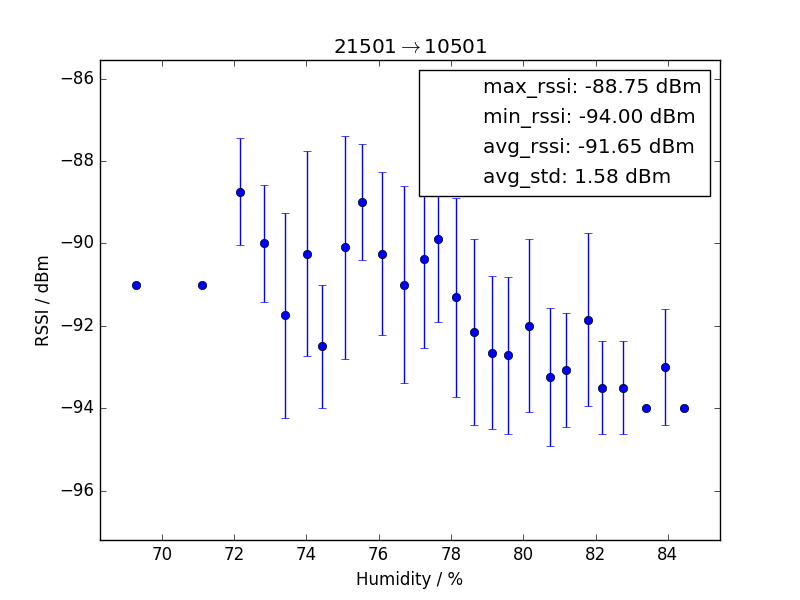 21501→10501
max_rssi: -88.75 dBm
min_rssi: -94.00 dBm
avg_rssi: -91.65 dBm
avg_std: 1.58 dBm
RSSI / dBm
−86
−88
−90
−92
−94
−96
70 72 74 76 78 80 82 84
Humidity / %